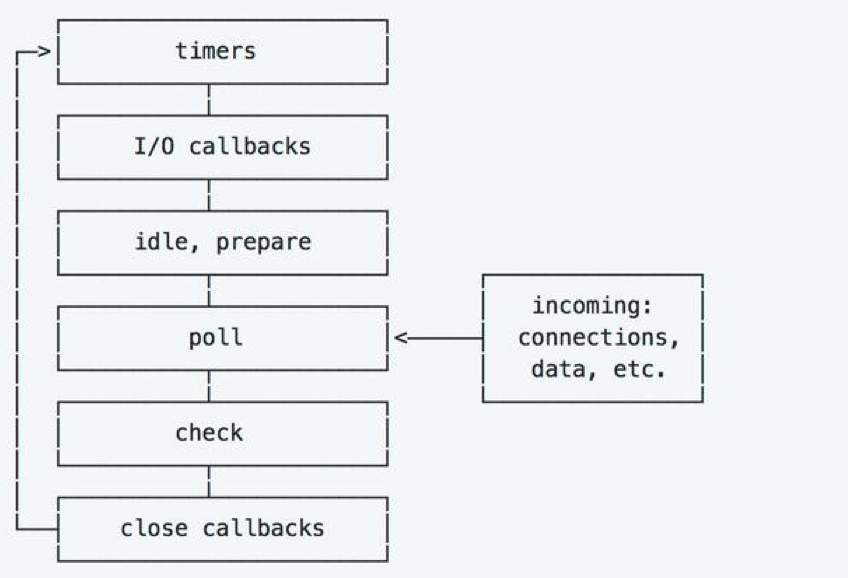 timers
I/O callbacks
idle, prepare
incoming:
connections,
data, etc.
poll
check
close callbacks